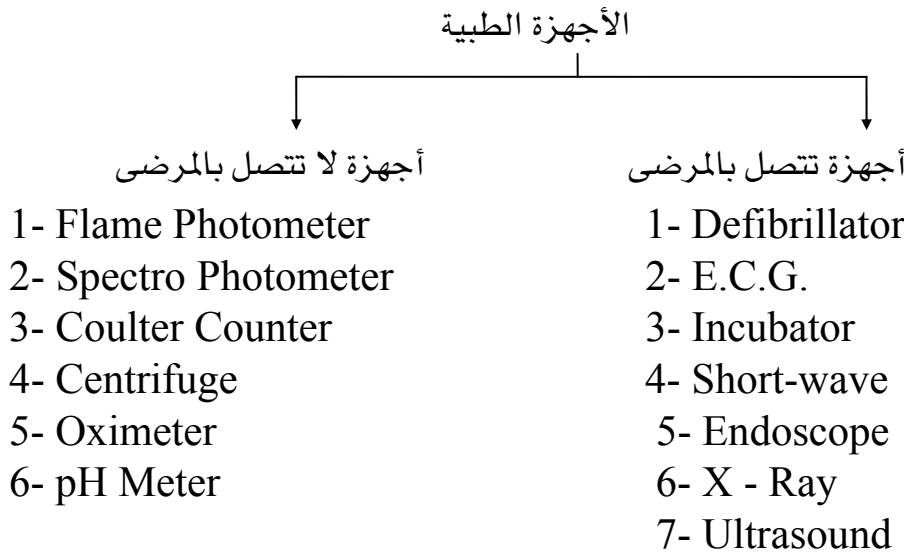 الأجهزة الطبية
أجهزة تتصل بالمرضى
1- Defibrillator
2- E.C.G.
3- Incubator
4- Short-wave
5- Endoscope
6- X - Ray
7- Ultrasound
أجهزة لا تتصل بالمرضى
1- Flame Photometer
2- Spectro Photometer
3- Coulter Counter
4- Centrifuge
5- Oximeter
6- pH Meter